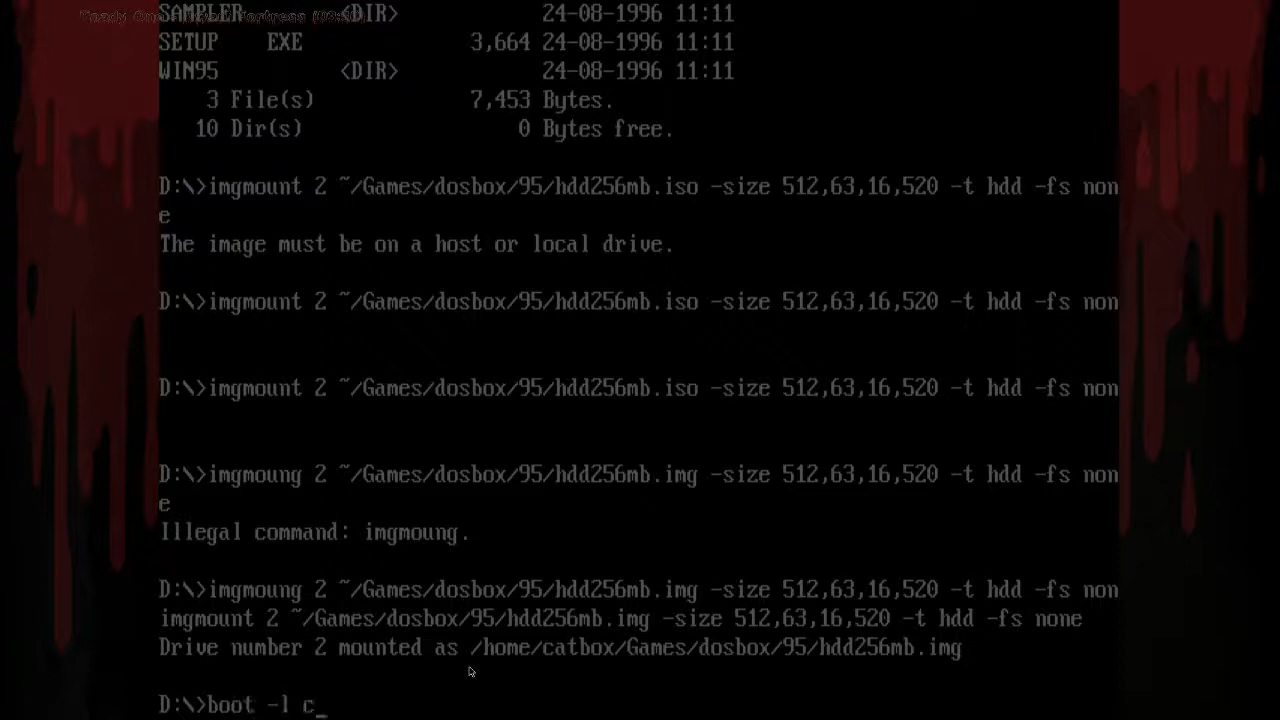 SAMPLER <DIR> 24-08-1996 11:11
SETUP EXE 3,664 24-08-1996 11:11
WIN95 <DIR> 24-08-1996 11:11
3 File(s) 7,453 Bytes.
10 Dir(s) 0 Bytes free.
D:\>imgmount 2 ~/Games/dosbox/95/hdd256mb.iso -size 512,63,16,520 -t hdd -fs non
e
The image must be on a host or local drive.
D:\>imgmount 2 ~/Games/dosbox/95/hdd256mb.iso -size 512,63,16,520 -t hdd -fs non
D:\>imgmount 2 ~/Games/dosbox/95/hdd256mb.iso -size 512,63,16,520 -t hdd -fs non
D:\>imgmoung 2 ~/Games/dosbox/95/hdd256mb.img -size 512,63,16,520 -t hdd -fs non
e
Illegal command: imgmoung.
D:\>imgmoung 2 ~/Games/dosbox/95/hdd256mb.img -size 512,63,16,520 -t hdd -fs non
imgmount 2 ~/Games/dosbox/95/hdd256mb.img -size 512,63,16,520 -t hdd -fs none
Drive number 2 mounted as /home/catbox/Games/dosbox/95/hdd256mb.img
D:\>boot -l c_